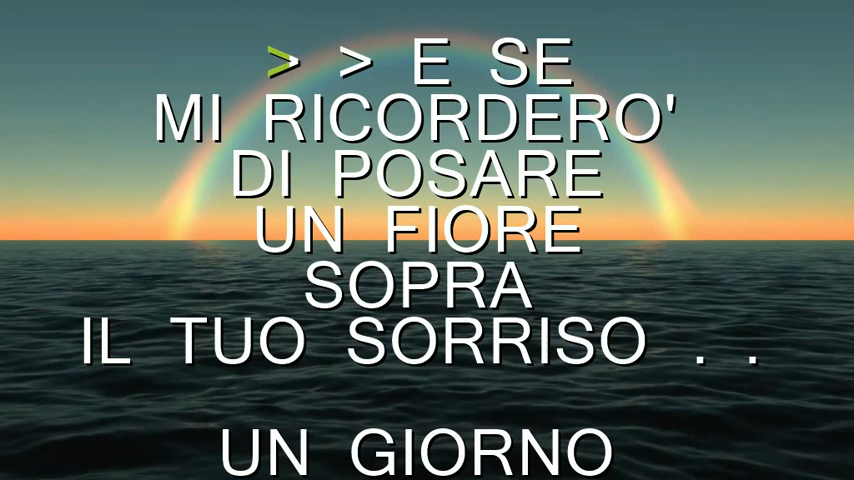 > > E SE
MI RICORDERO'
DI POSARE
UN FIORE
SOPRA
IL TUO SORRISO . .
UN GIORNO